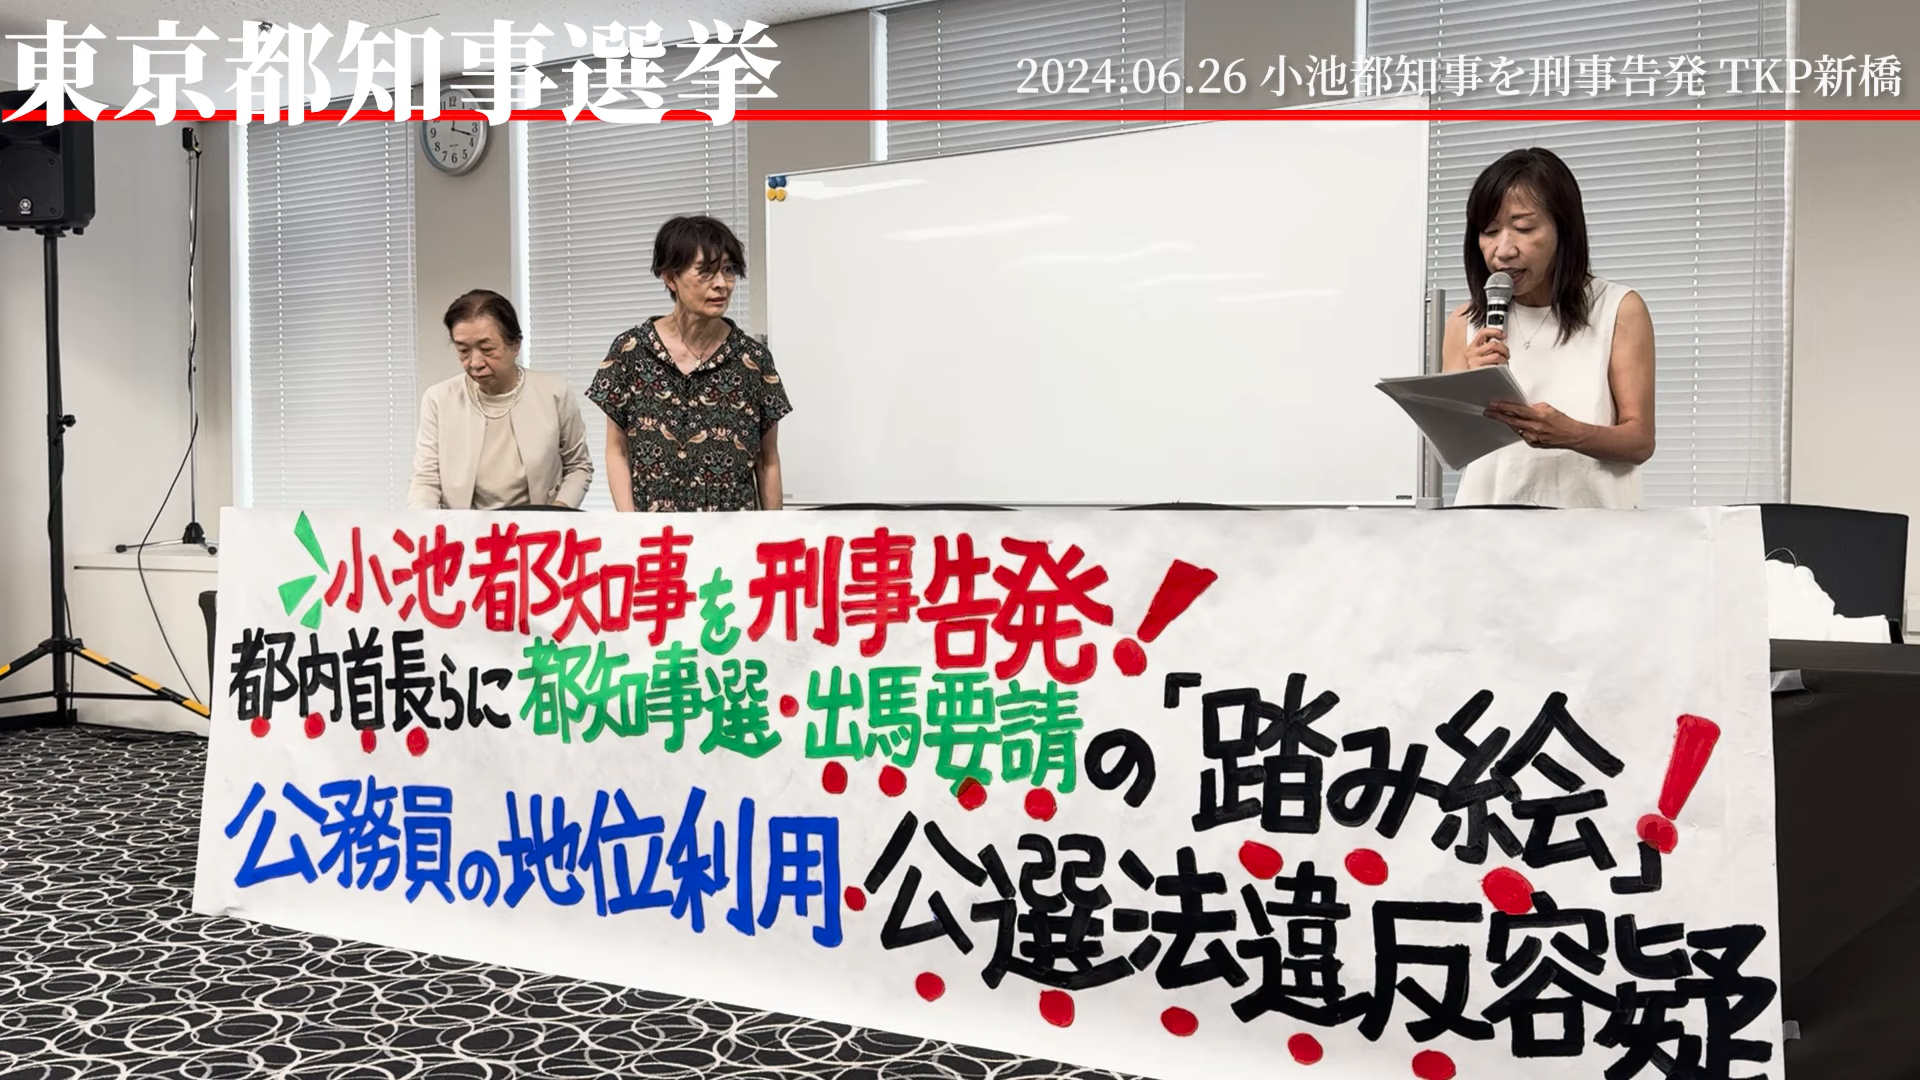 東京都知事選挙
2024.06.26 小池都知事を刑事告発 TKP新橋
小池都知事を刑事告発!
都内首長らに都知事選・出馬要請の「踏み絵」!
公務員の地位利用・公選法違反容疑